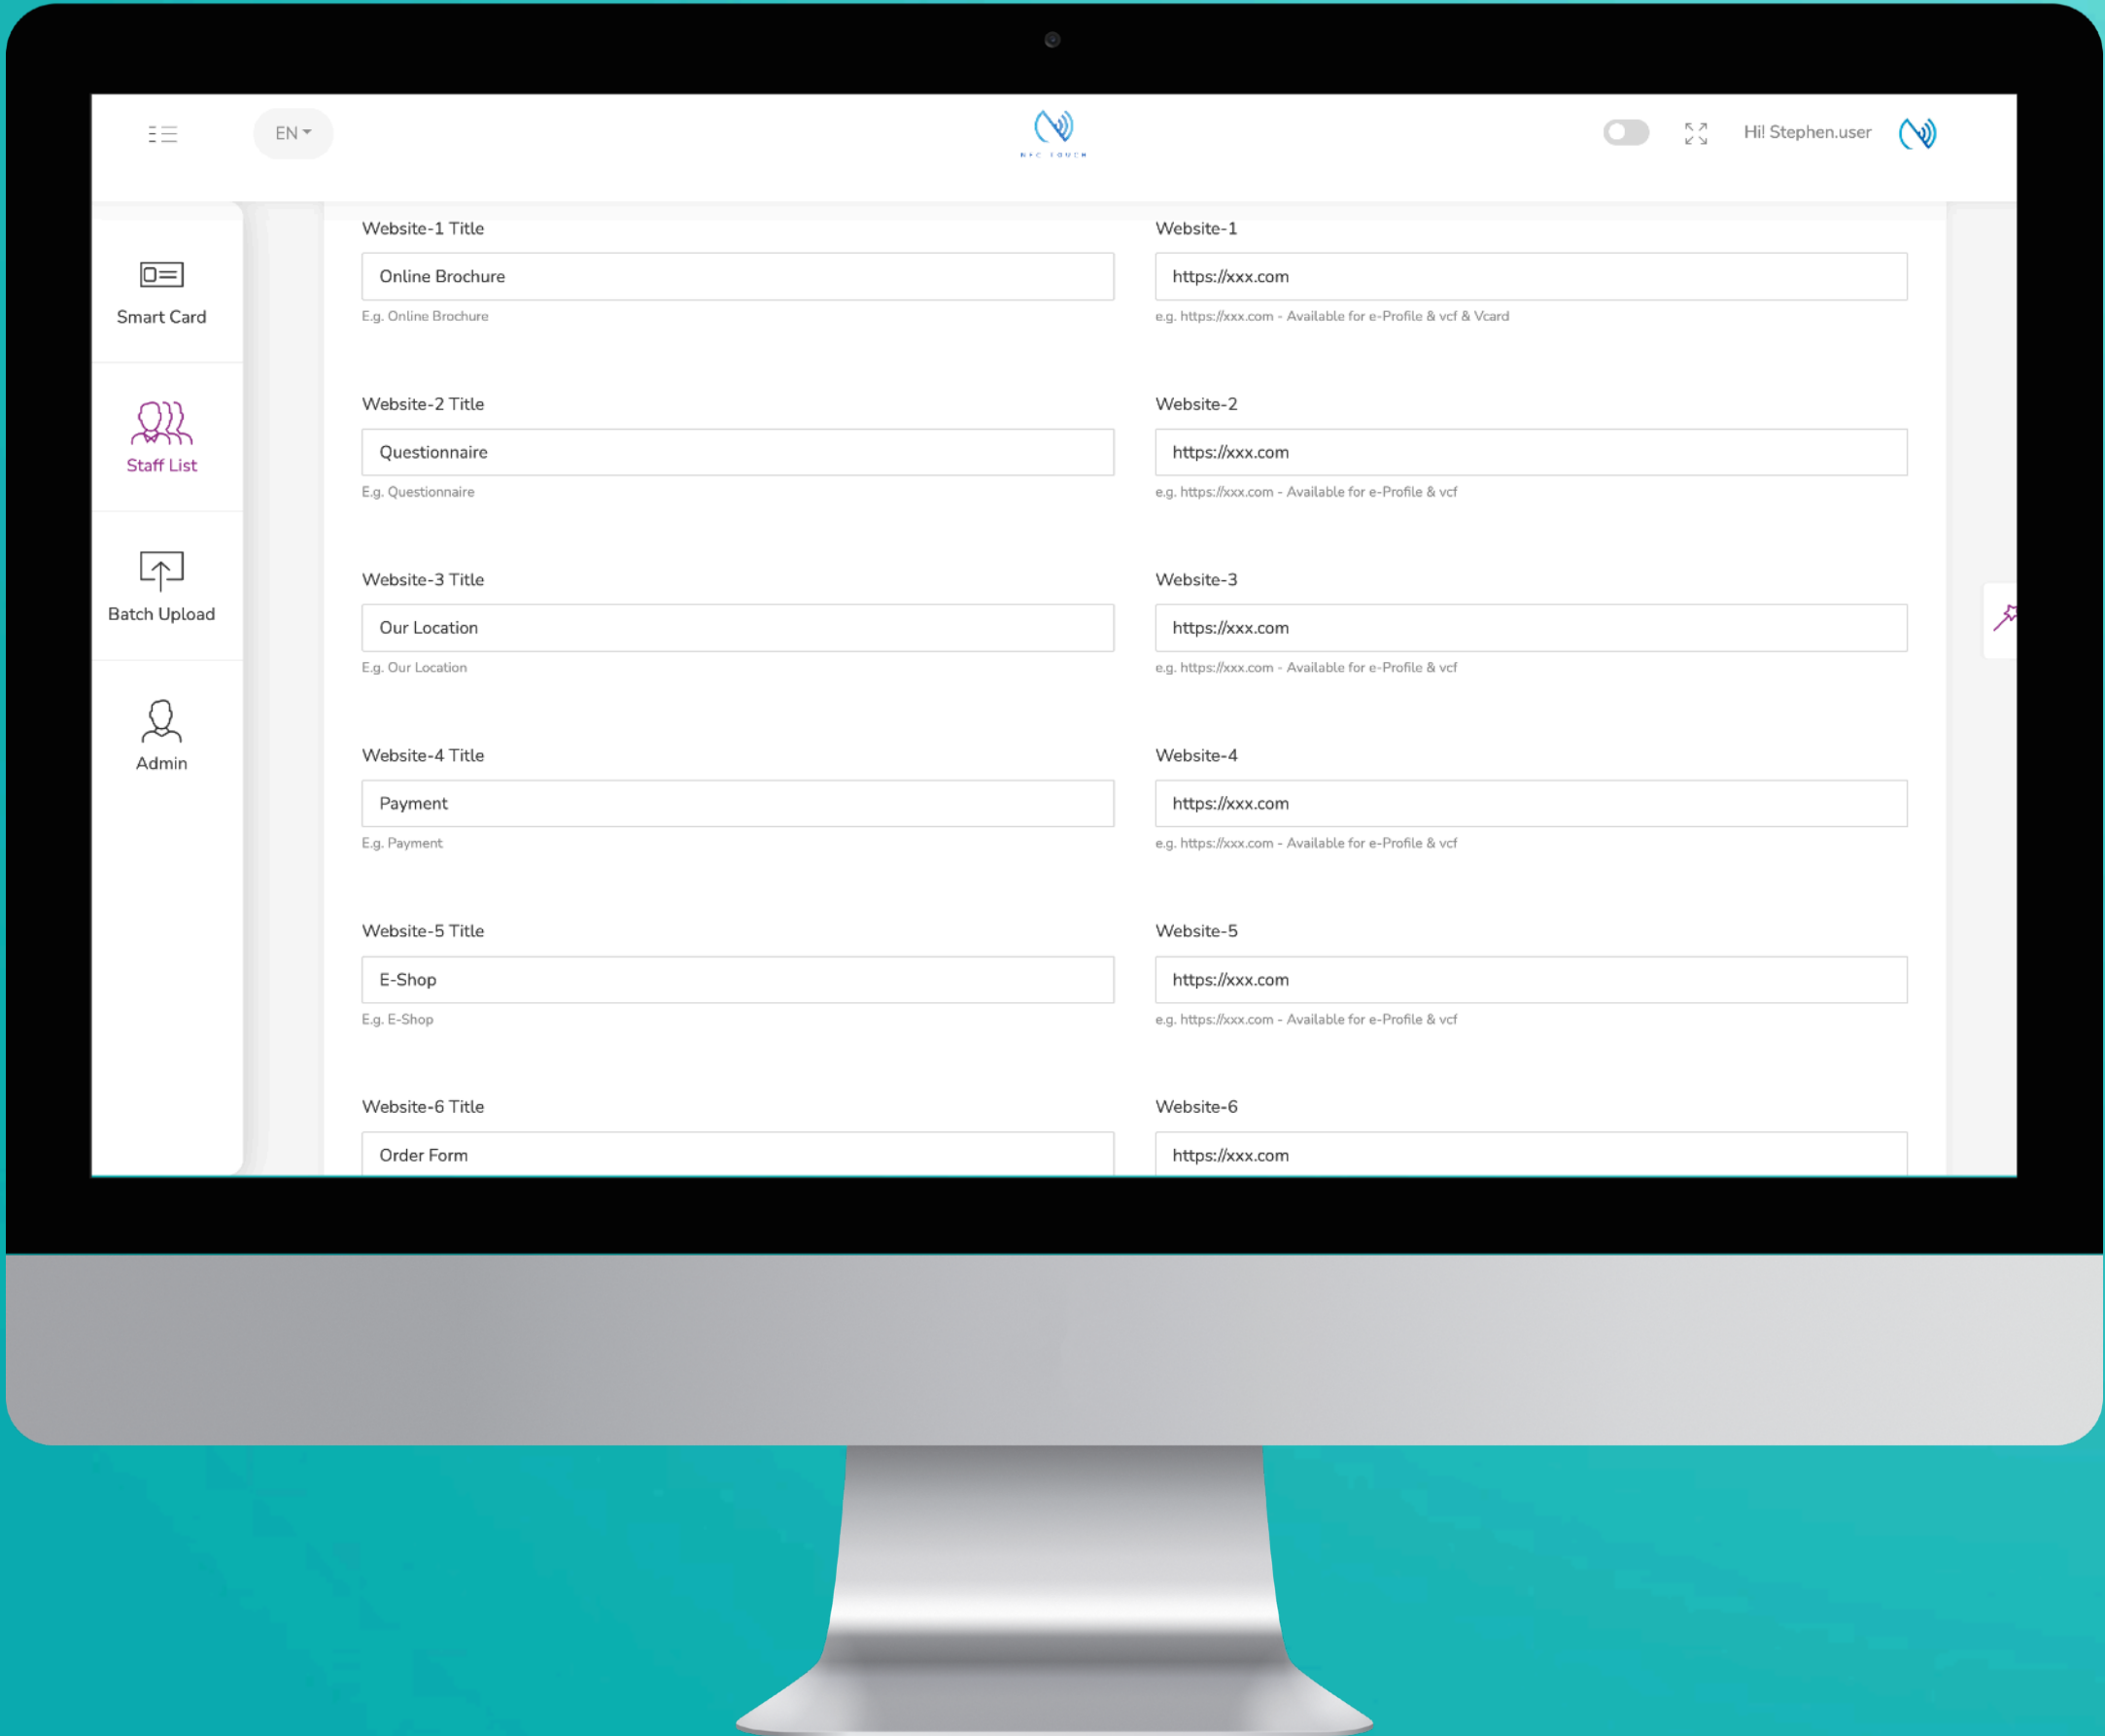 EN
NFC TOUCH
Hi! Stephen.user
Smart Card
Staff List
Batch Upload
Admin
Website-1 Title
Website-1
Online Brochure
https://xxx.com
E.g. Online Brochure
e.g. https://xxx.com - Available for e-Profile & vcf & Vcard
Website-2 Title
Website-2
Questionnaire
https://xxx.com
E.g. Questionnaire
e.g. https://xxx.com - Available for e-Profile & vcf
Website-3 Title
Website-3
Our Location
https://xxx.com
E.g. Our Location
e.g. https://xxx.com - Available for e-Profile & vcf
Website-4 Title
Website-4
Payment
https://xxx.com
E.g. Payment
e.g. https://xxx.com - Available for e-Profile & vcf
Website-5 Title
Website-5
E-Shop
https://xxx.com
E.g. E-Shop
e.g. https://xxx.com - Available for e-Profile & vcf
Website-6 Title
Website-6
Order Form
https://xxx.com